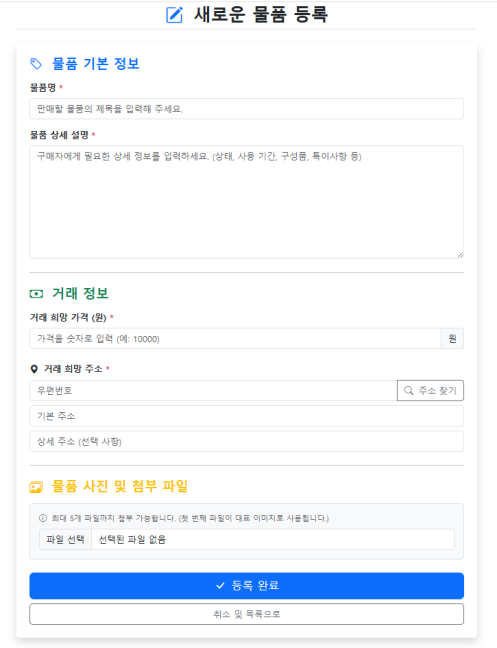 새로운 물품 등록
물품 기본 정보
물품명 *
판매할 물품의 제목을 입력해 주세요.
물품 상세 설명 *
구매자에게 필요한 상세 정보를 입력하세요. (상태, 사용 기간, 구성품, 특이사항 등)
거래 정보
거래 희망 가격 (원) *
가격을 숫자로 입력 (예: 10000) 원
거래 희망 주소 *
우편번호 주소 찾기
기본 주소
상세 주소 (선택 사항)
물품 사진 및 첨부 파일
최대 5개 파일까지 첨부 가능합니다. (첫 번째 파일이 대표 이미지로 사용됩니다.)
파일 선택 선택된 파일 없음
등록 완료
취소 및 목록으로